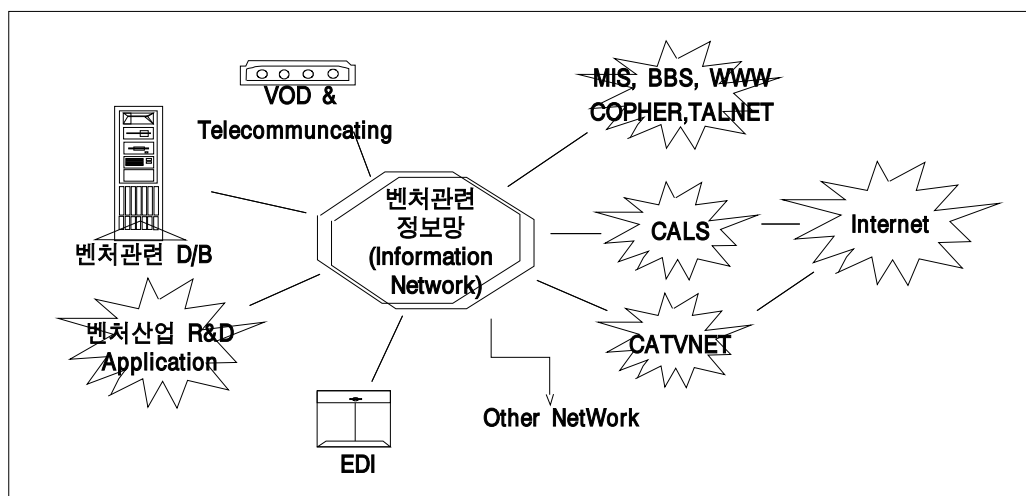 VOD &
Telecommuncating
MIS, BBS, WWW
COPHER,TALNET
벤처관련
정보망
(Information
Network)
벤처관련 D/B
CALS
Internet
벤처산업 R&D
Application
CATVNET
Other NetWork
EDI